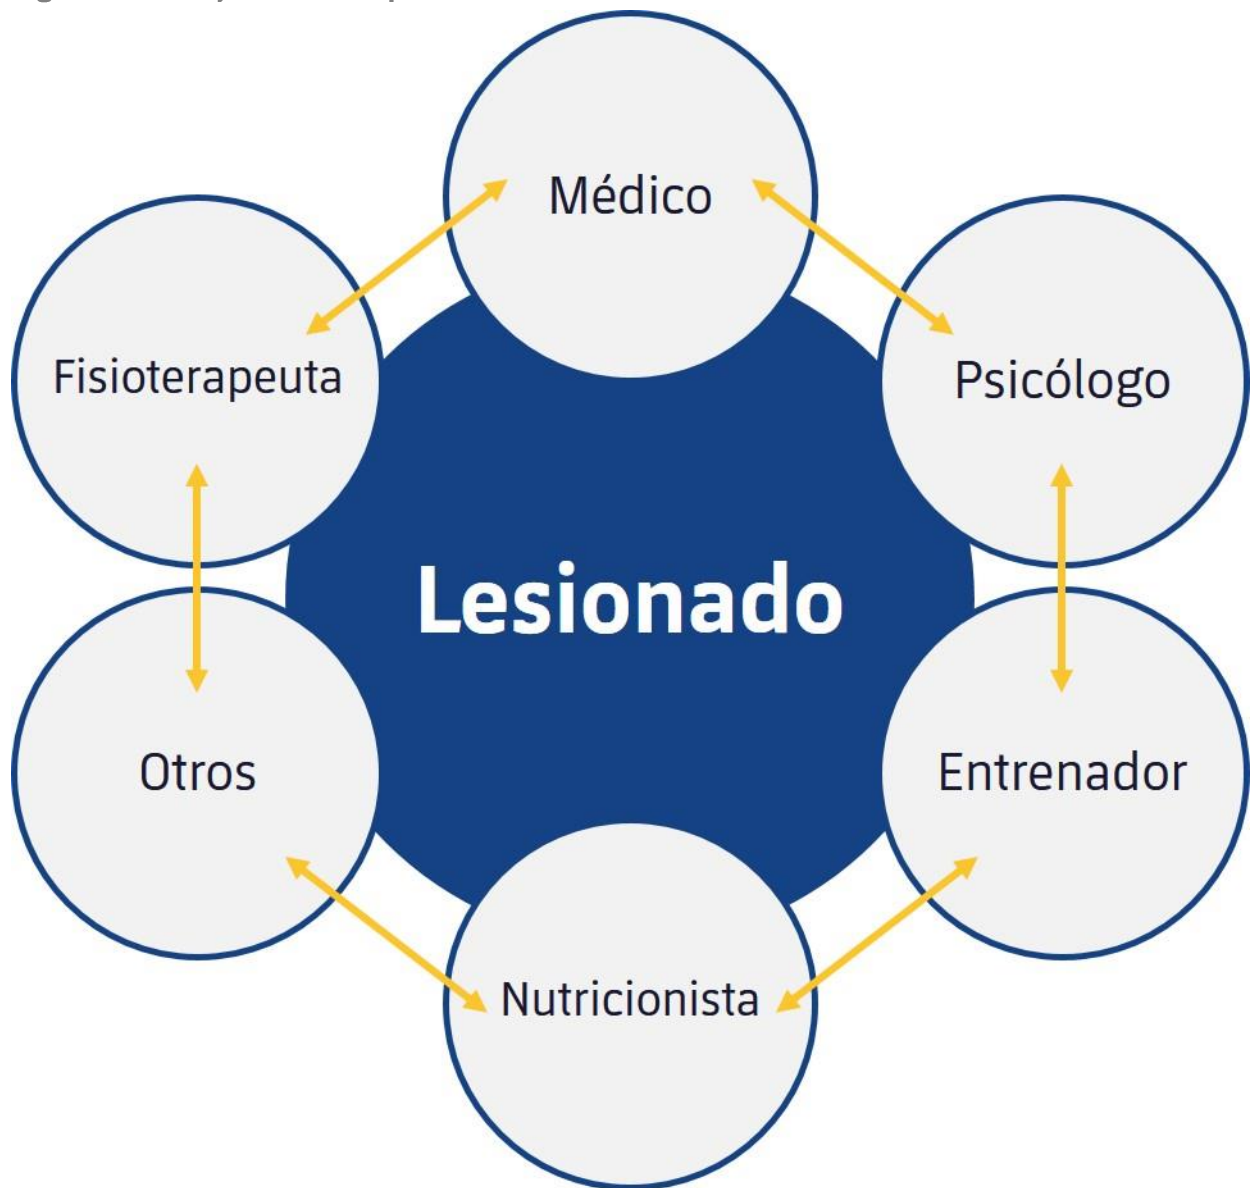 Médico
Fisioterapeuta
Psicólogo
Lesionado
Otros
Entrenador
Nutricionista